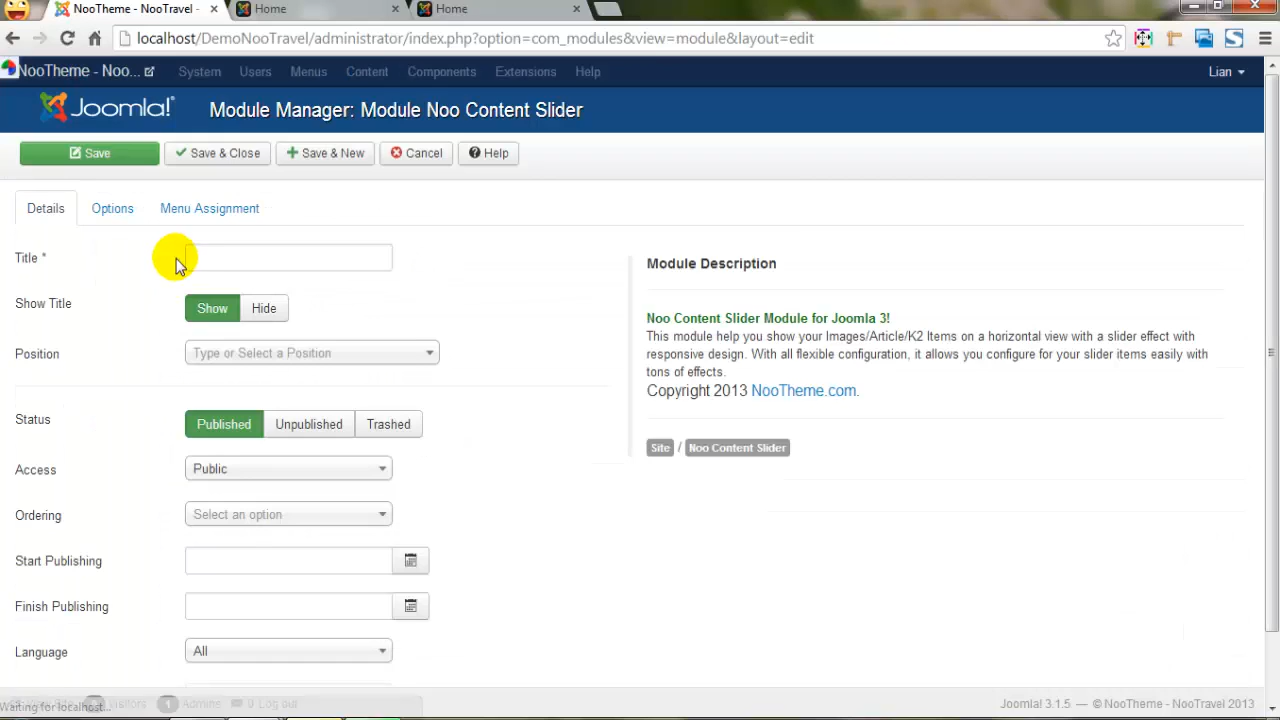 NooTheme - NooTravel -
Home
Home
localhost/DemoNooTravel/administrator/index.php?option=com_modules&view=module&layout=edit
NooTheme - Noo...
System
Users
Menus
Content
Components
Extensions
Help
Lian
Joomla!
Module Manager: Module Noo Content Slider
Save
Save & Close
Save & New
Cancel
Help
Details
Options
Menu Assignment
Title *
Show Title
Show
Hide
Position
Type or Select a Position
Status
Published
Unpublished
Trashed
Access
Public
Ordering
Select an option
Start Publishing
Finish Publishing
Language
All
Module Description
Noo Content Slider Module for Joomla 3!
This module help you show your Images/Article/K2 Items on a horizontal view with a slider effect with
responsive design. With all flexible configuration, it allows you configure for your slider items easily with
tons of effects.
Copyright 2013 NooTheme.com.
Site / Noo Content Slider
Waiting for localhost...
1 Admins
0 Log out
Joomla! 3.1.5 — © NooTheme - NooTravel 2013